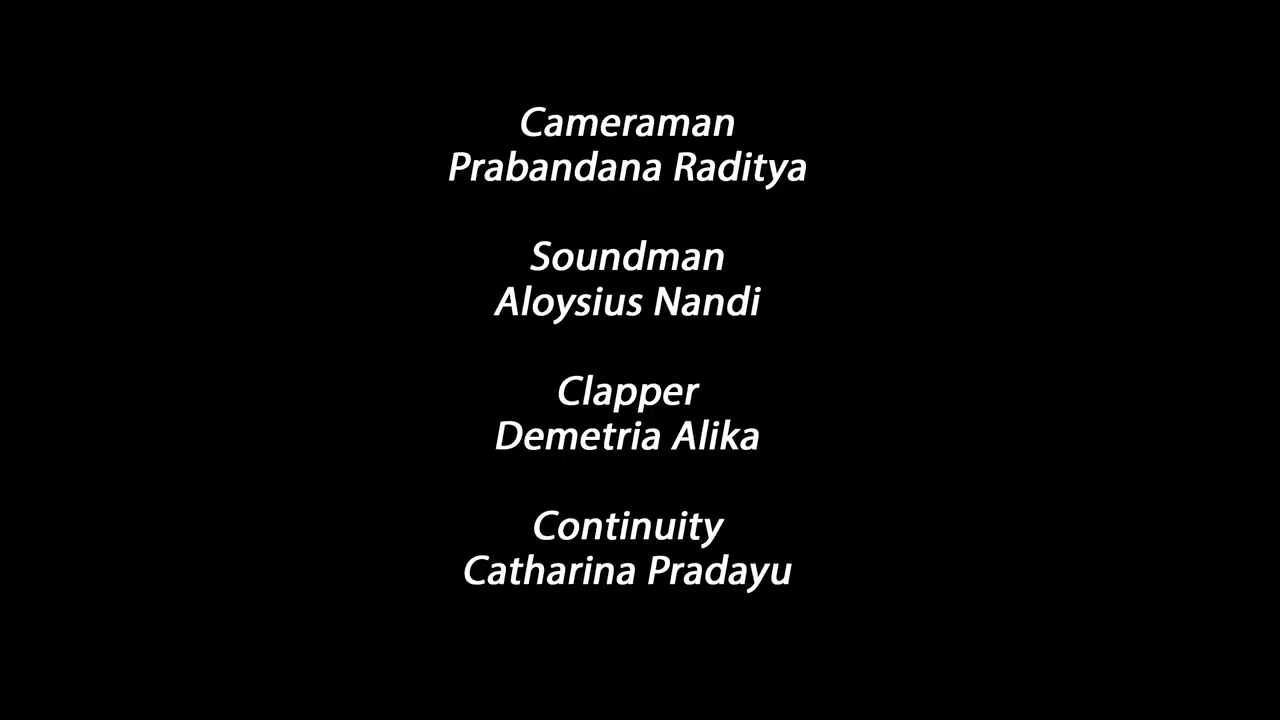 Cameraman
Prabandana Raditya
Soundman
Aloysius Nandi
Clapper
Demetria Alika
Continuity
Catharina Pradayu